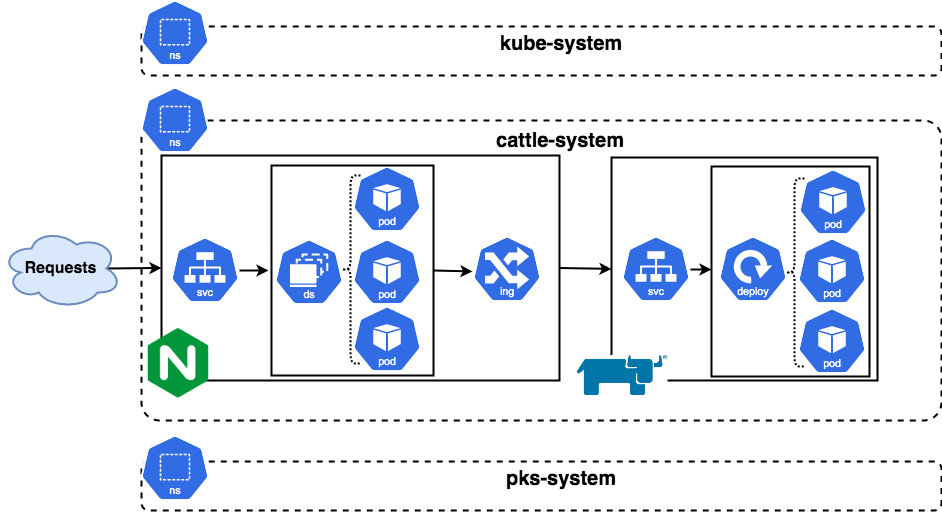 ns
kube-system
ns
cattle-system
Requests
svc
ds
pod
pod
pod
ing
N
svc
deploy
pod
pod
pod
®
ns
pks-system